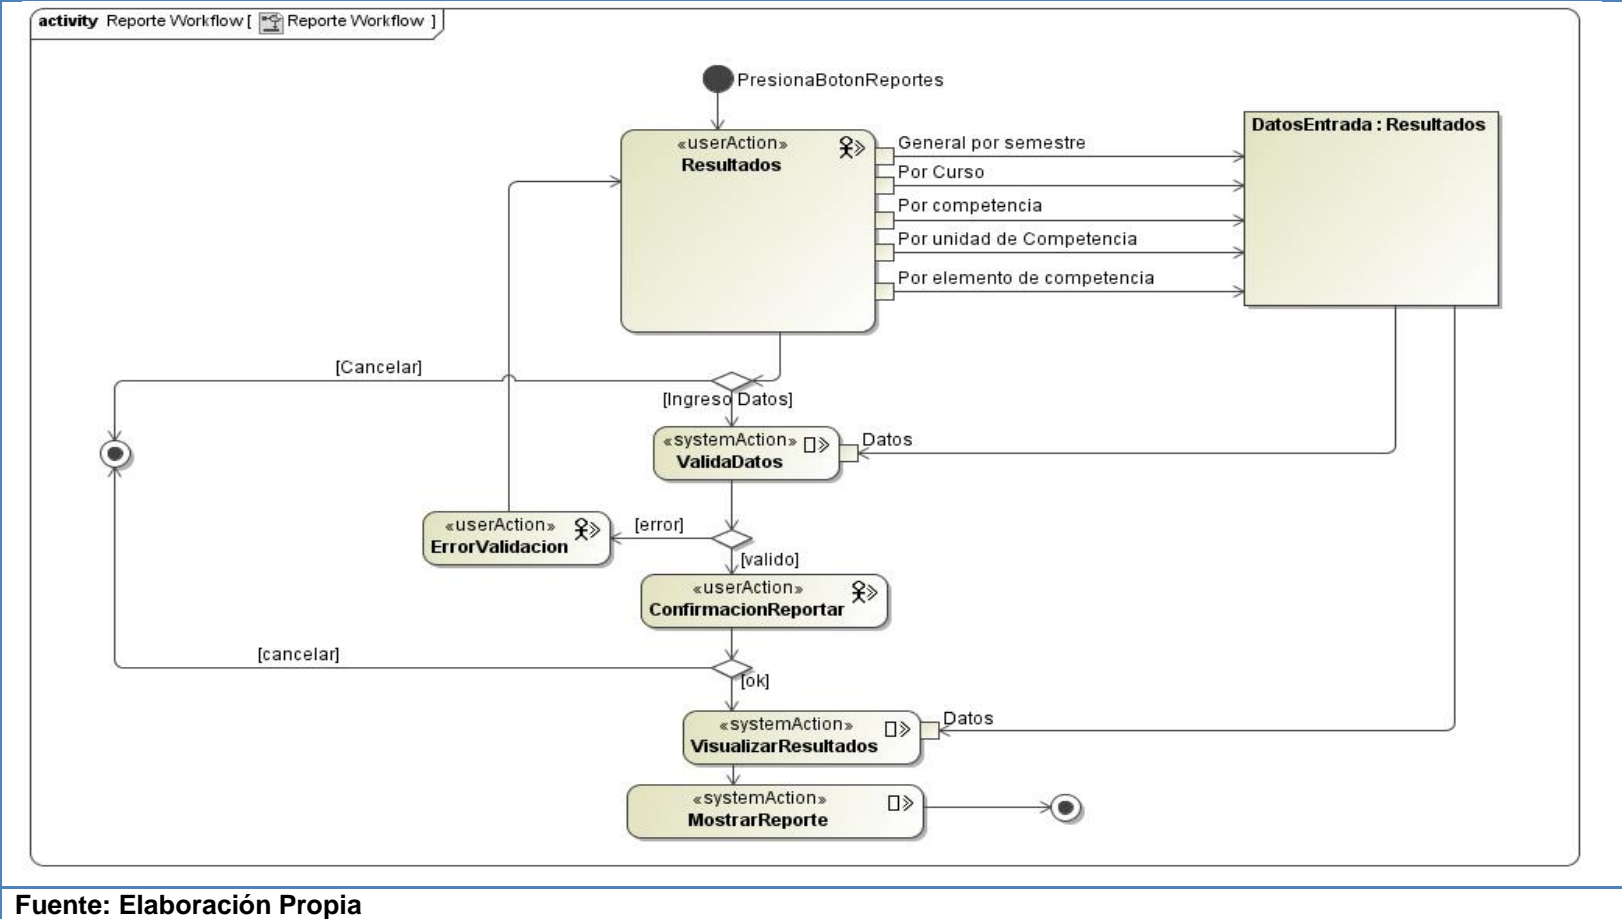 activity Reporte Workflow [ Reporte Workflow ]
PresionaBotonReportes
«userAction»
Resultados
General por semestre
Por Curso
Por competencia
Por unidad de Competencia
Por elemento de competencia
DatosEntrada : Resultados
[Cancelar]
[Ingreso Datos]
«systemAction»
ValidaDatos
Datos
«userAction»
ErrorValidacion
[error]
[valido]
«userAction»
ConfirmacionReportar
[cancelar]
[ok]
«systemAction»
VisualizarResultados
Datos
«systemAction»
MostrarReporte
Fuente: Elaboración Propia